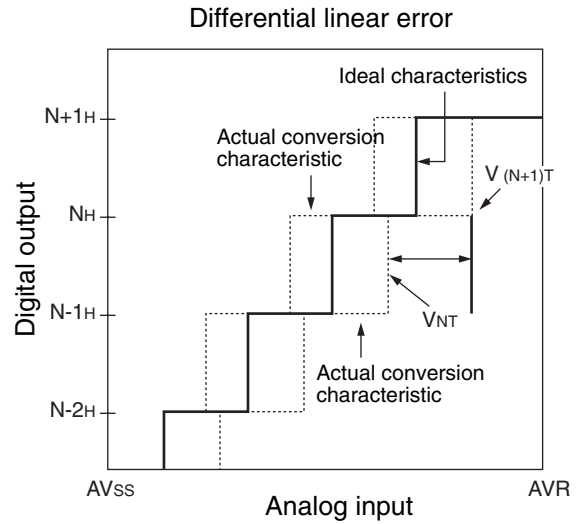 Differential linear error
Ideal characteristics
N+1H
Actual conversion
characteristic
V (N+1)T
NH
Digital output
N-1H
VNT
Actual conversion
characteristic
N-2H
AVSS
AVR
Analog input